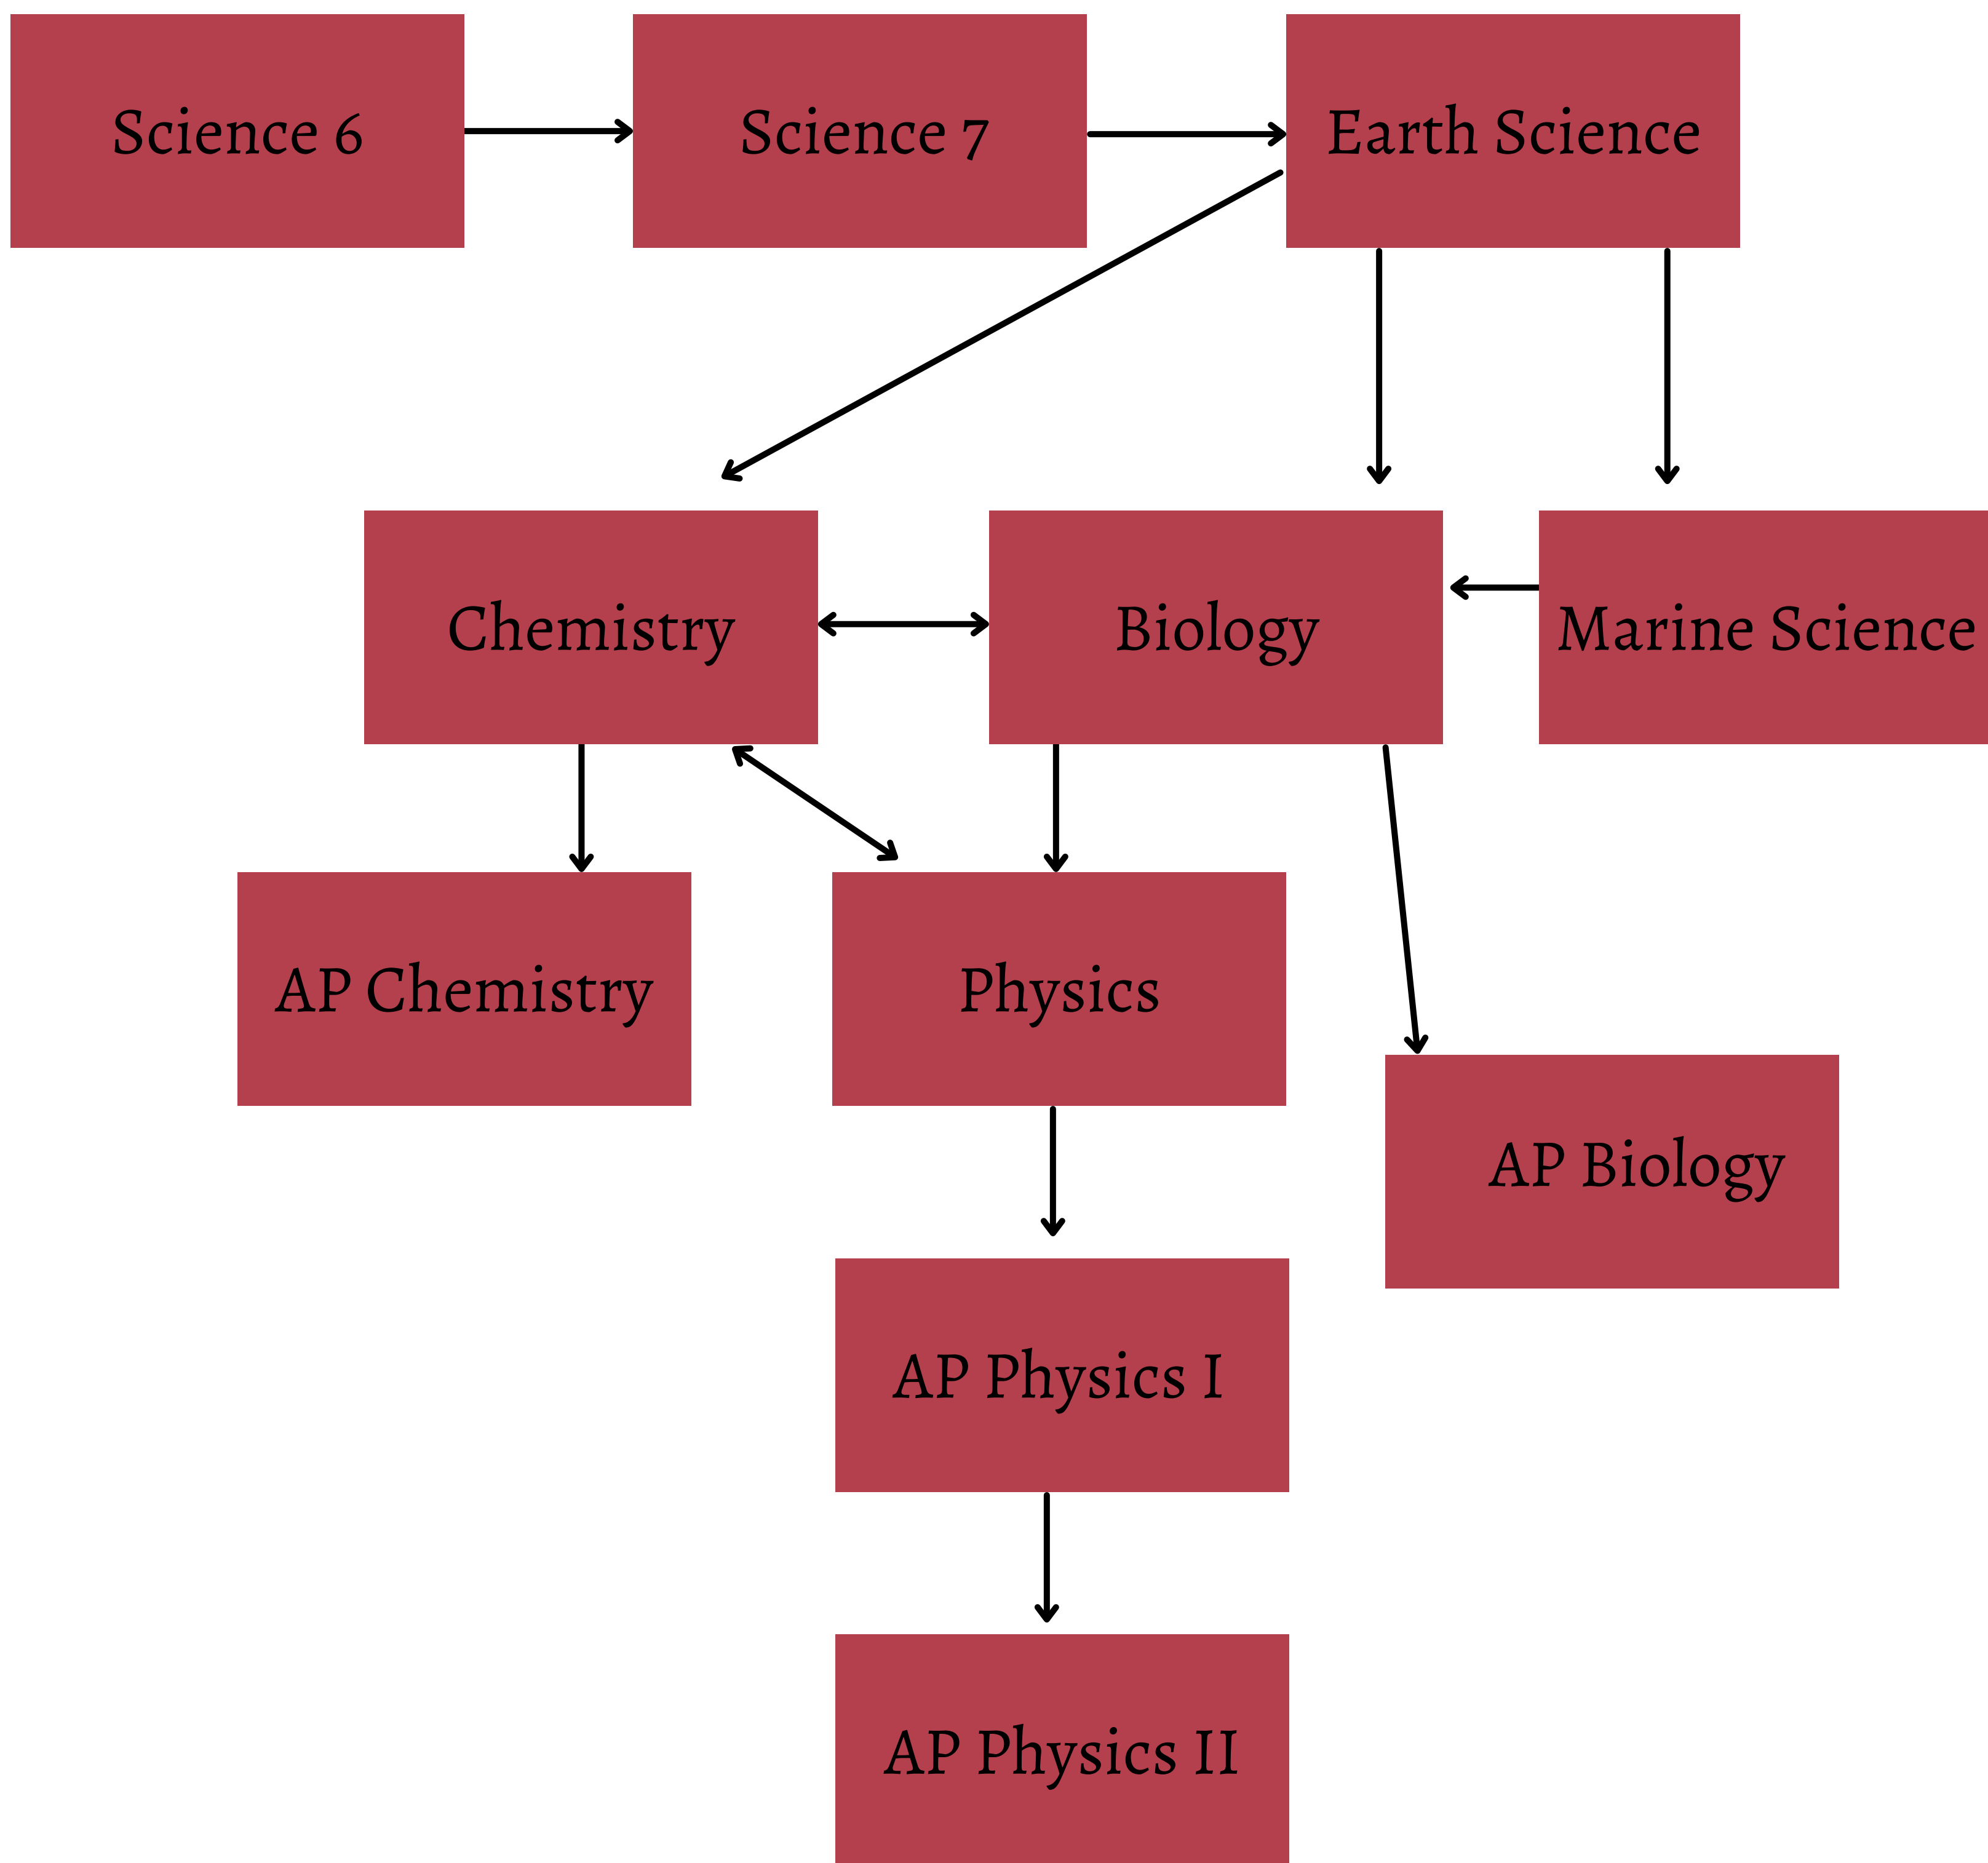 Science 6
Science 7
Earth Science
Chemistry
Biology
Marine Science
AP Chemistry
Physics
AP Biology
AP Physics I
AP Physics II